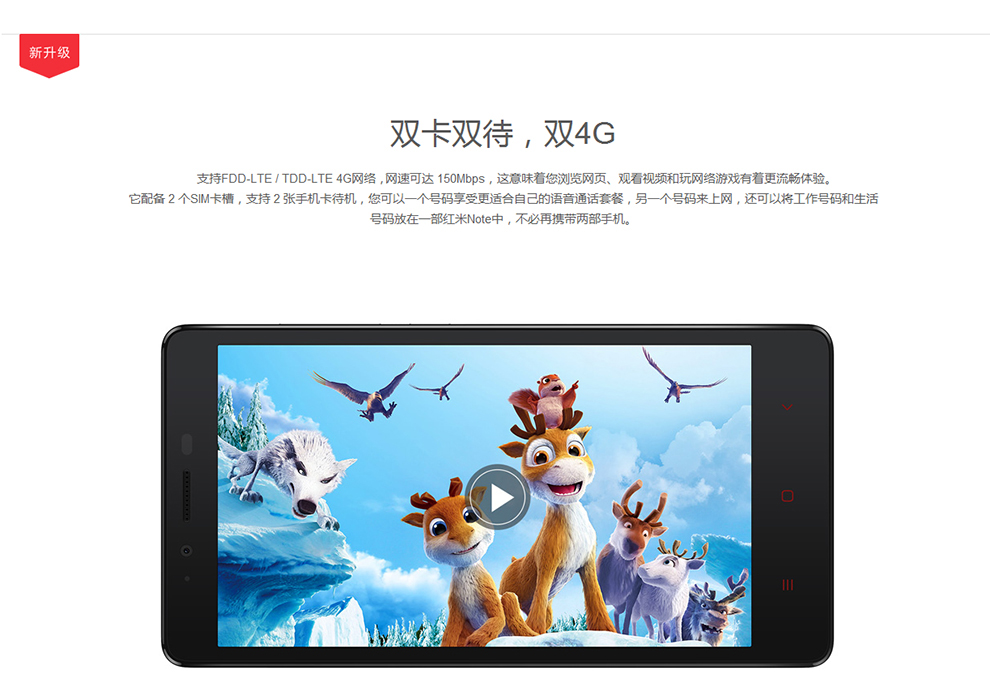 新升级
双卡双待，双4G
支持FDD-LTE / TDD-LTE 4G网络，网速可达 150Mbps，这意味着您浏览网页、观看视频和玩网络游戏有着更流畅体验。
它配备 2 个SIM卡槽，支持 2 张手机卡待机，您可以一个号码享受更适合自己的语音通话套餐，另一个号码来上网，还可以将工作号码和生活
号码放在一部红米Note中，不必再携带两部手机。